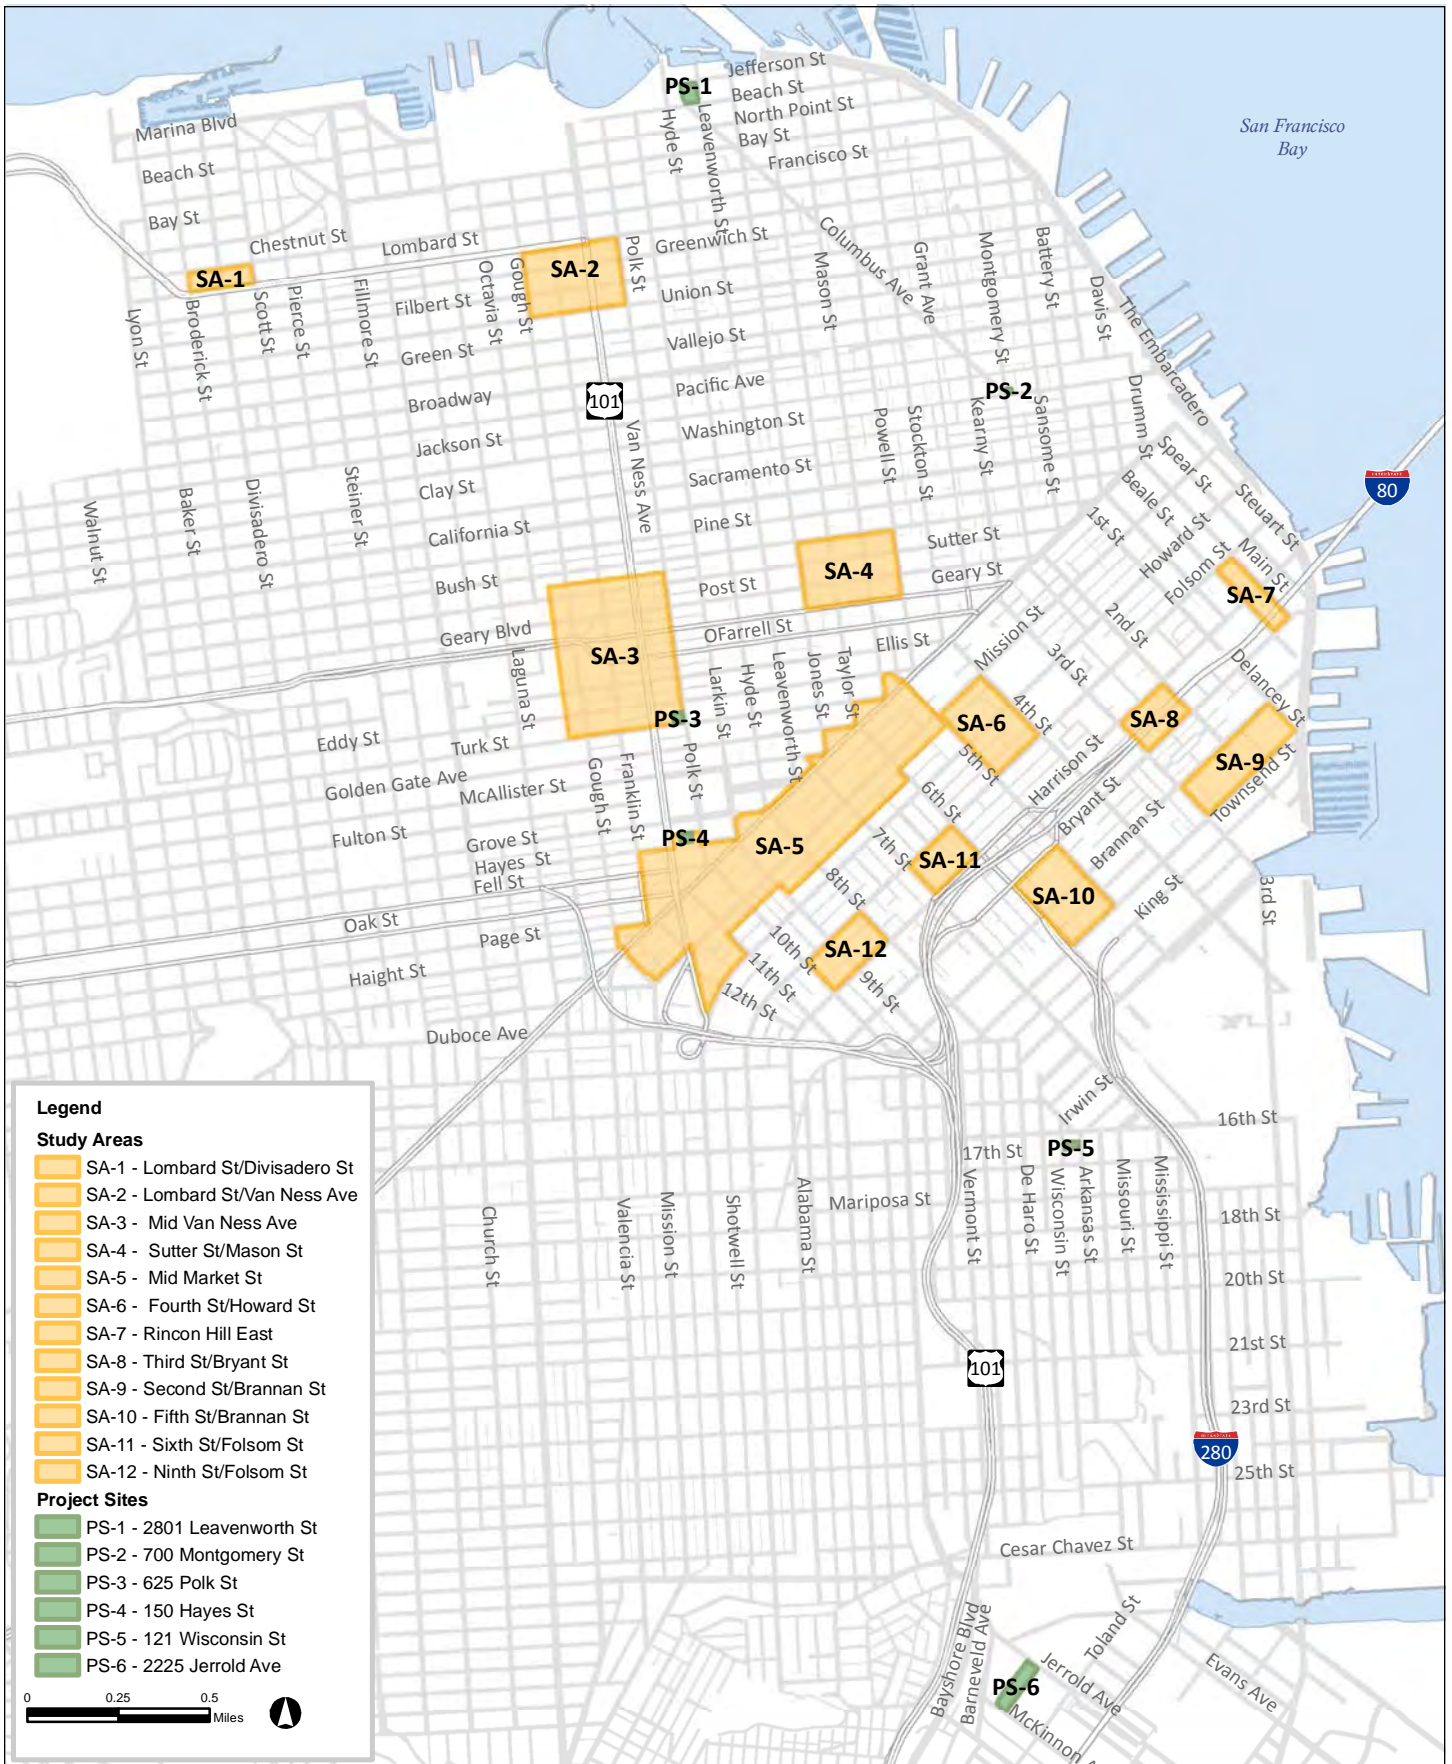 PS-1
Jefferson St
Beach St
North Point St
Bay St
Francisco St
Hyde St
Leavenworth St
San Francisco
Bay
Marina Blvd
Beach St
Bay St
Chestnut St
Lombard St
SA-1
SA-2
Polk St
Greenwich St
Columbus Ave
Mason St
Grant Ave
Montgomery St
Battery St
Davis St
The Embarcadero
Lyon St
Broderick St
Scott St
Pierce St
Fillmore St
Filbert St
Octavia St
Gough St
Union St
Green St
Vallejo St
101
Pacific Ave
PS-2
Broadway
Washington St
Jackson St
Van Ness Ave
Powell St
Stockton St
Kearny St
Sansome St
Drumm St
Spear St
Steuart St
80
Sacramento St
Clay St
Walnut St
Baker St
Divisadero St
Steiner St
California St
Pine St
Beale St
1st St
Howard St
Folsom St
Main St
SA-7
Sutter St
Bush St
Post St
SA-4
Geary St
Geary Blvd
SA-3
OFarrell St
Ellis St
Mission St
2nd St
3rd St
Delancey St
Laguna St
Larkin St
Hyde St
Leavenworth St
Jones St
Taylor St
PS-3
SA-6
4th St
5th St
SA-8
SA-9
Townsend St
Eddy St
Turk St
Golden Gate Ave
McAllister St
Gough St
Franklin St
Polk St
6th St
Harrison St
Bryant St
Brannan St
Fulton St
Grove St
Hayes St
Fell St
PS-4
SA-5
7th St
8th St
SA-11
SA-10
King St
3rd St
Oak St
Page St
Haight St
10th St
11th St
12th St
SA-12
9th St
Duboce Ave
Irwin St
16th St
17th St
PS-5
Mariposa St
Vermont St
De Haro St
Wisconsin St
Arkansas St
Missouri St
Mississippi St
18th St
Church St
Valencia St
Mission St
Shotwell St
Alabama St
20th St
21st St
101
23rd St
280
25th St
Cesar Chavez St
Bayshore Blvd
Barneveld Ave
Toland St
Jerrold Ave
Evans Ave
PS-6
Legend
Study Areas
SA-1 - Lombard St/Divisadero St
SA-2 - Lombard St/Van Ness Ave
SA-3 - Mid Van Ness Ave
SA-4 - Sutter St/Mason St
SA-5 - Mid Market St
SA-6 - Fourth St/Howard St
SA-7 - Rincon Hill East
SA-8 - Third St/Bryant St
SA-9 - Second St/Brannan St
SA-10 - Fifth St/Brannan St
SA-11 - Sixth St/Folsom St
SA-12 - Ninth St/Folsom St
Project Sites
PS-1 - 2801 Leavenworth St
PS-2 - 700 Montgomery St
PS-3 - 625 Polk St
PS-4 - 150 Hayes St
PS-5 - 121 Wisconsin St
PS-6 - 2225 Jerrold Ave
0 0.25 0.5
Miles
McKinnon